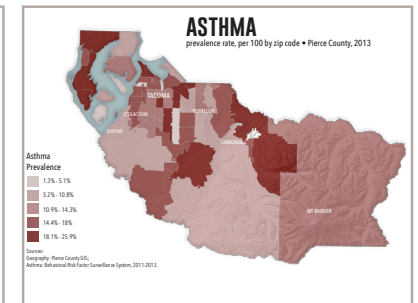 ASTHMA
prevalence rate, per 100 by zip code • Pierce County, 2013
TACOMA
STEILACOOM
PUYALLUP
DUPONT
CARBONADO
MT RAINIER
Asthma
Prevalence
1.3% - 5.1%
5.2% - 10.8%
10.9% - 14.3%
14.4% - 18%
18.1% - 25.9%
Sources:
Geography: Pierce County GIS;
Asthma: Behavioral Risk Factor Surveillance System, 2011-2013.